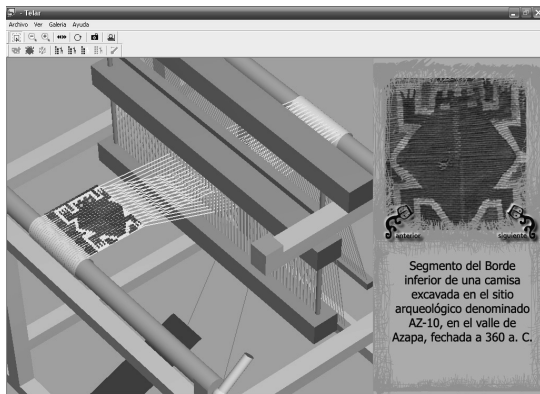 - Telar
Archivo Ver Galeria Ayuda
anterior
siguiente
Segmento del Borde
inferior de una camisa
excavada en el sitio
arqueológico denominado
AZ-10, en el valle de
Azapa, fechada a 360 a. C.